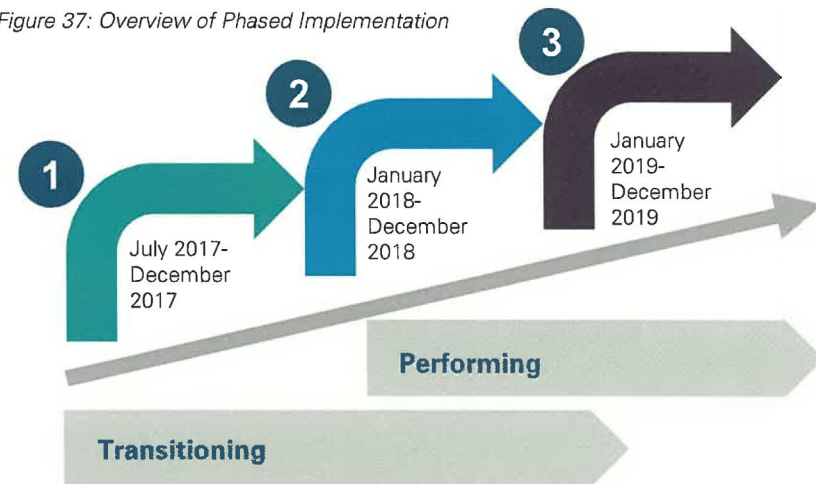 Figure 37: Overview of Phased Implementation
1
July 2017-
December
2017
2
January
2018-
December
2018
3
January
2019-
December
2019
Performing
Transitioning